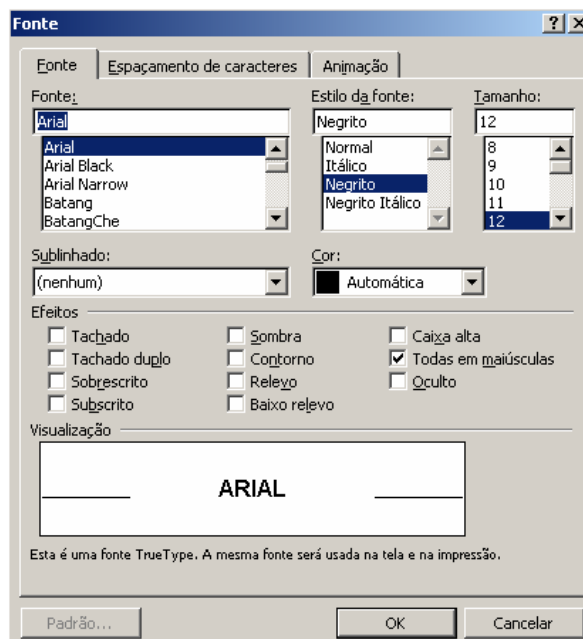 Fonte
Fonte Espaçamento de caracteres Animação
Fonte: Estilo da fonte: Tamanho:
Arial Negrito 12
Arial Normal 8
Arial Black Itálico 9
Arial Narrow Negrito 10
Batang Negrito Itálico 11
BatangChe 12
Sublinhado: Cor:
(nenhum) Automática
Efeitos
Tachado Sombra Caixa alta
Tachado duplo Contorno Todas em maiúsculas
Sobrescrito Relevo Oculto
Subscrito Baixo relevo
Visualização
ARIAL
Esta é uma fonte TrueType. A mesma fonte será usada na tela e na impressão.
Padrão... OK Cancelar